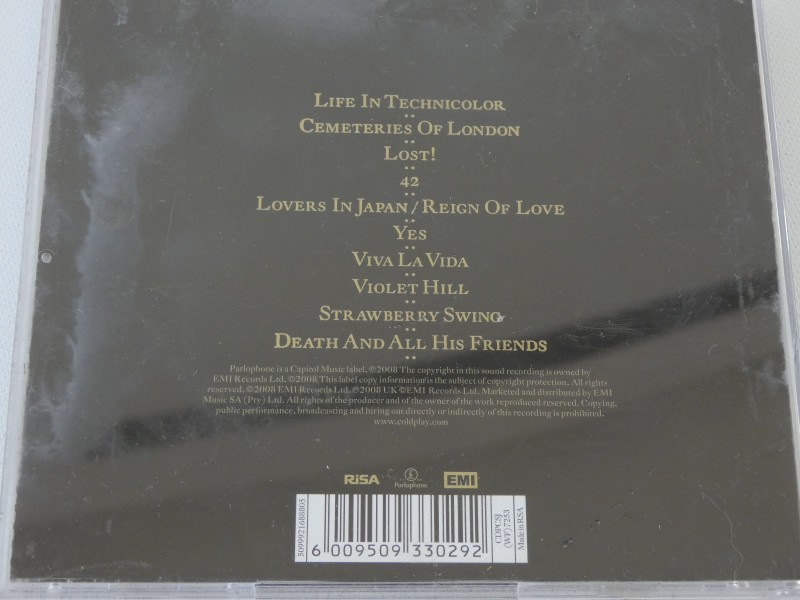 Life In Technicolor
Cemeteries Of London
Lost!
42
Lovers In Japan / Reign Of Love
Yes
Viva La Vida
Violet Hill
Strawberry Swing
Death And All His Friends
Parlophone is a Capitol Music label. ℗2008 The copyright in this sound recording is owned by
EMI Records Ltd. ©2008 This label copy information is the subject of copyright protection. All rights
reserved. ©2008 EMI Records Ltd. ℗2008 UK ©EMI Records Ltd. Marketed and distributed by EMI
Music SA (Pty) Ltd. All rights of the producer and of the owner of the work reproduced reserved. Copying,
public performance, broadcasting and hiring out directly or indirectly of this recording is prohibited.
www.coldplay.com
RiSA
Parlophone
EMI
5099921688805
6 009509 330292
CDPCSJ
(WF) 7253
Made in RSA